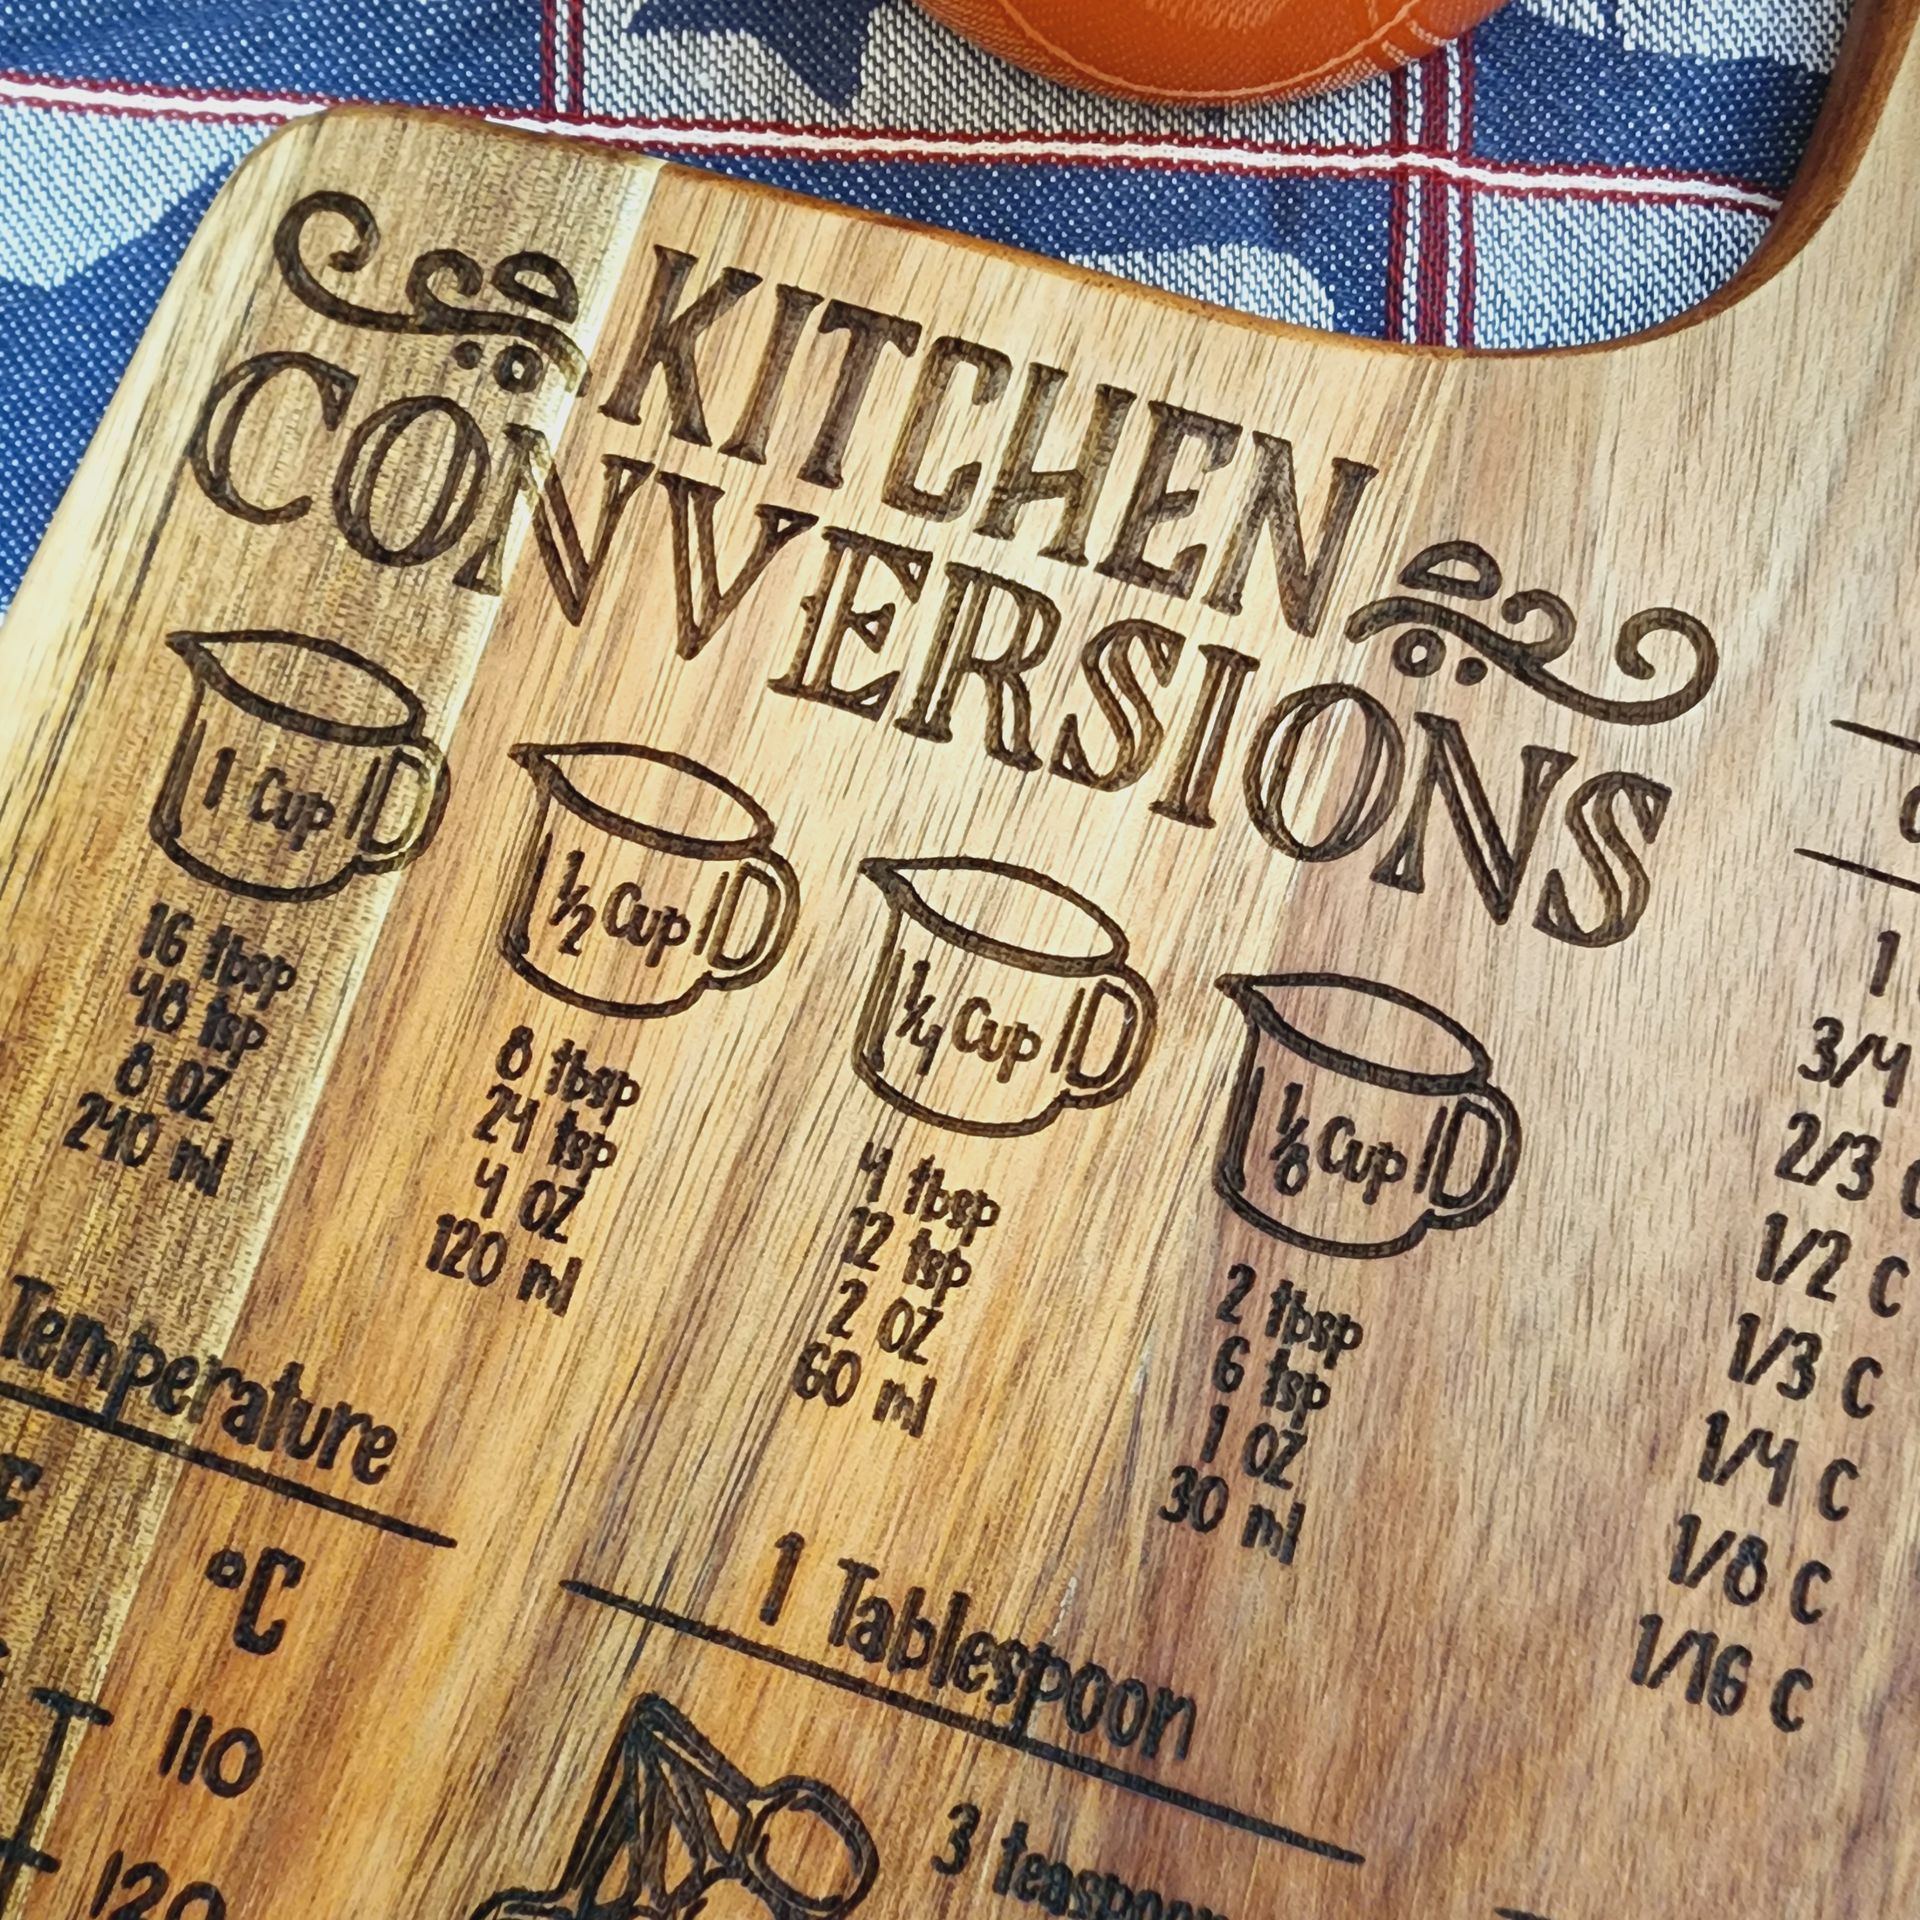 KITCHEN
CONVERSIONS
1 Cup
16 tbsp
48 tsp
8 OZ
240 ml
1/2 Cup
8 tbsp
24 tsp
4 OZ
120 ml
1/4 Cup
4 tbsp
12 tsp
2 OZ
60 ml
1/8 Cup
2 tbsp
6 tsp
1 OZ
30 ml
1
3/4
2/3 C
1/2 C
1/3 C
1/4 C
1/8 C
1/16 C
Temperature
°C
110
120
1 Tablespoon
3